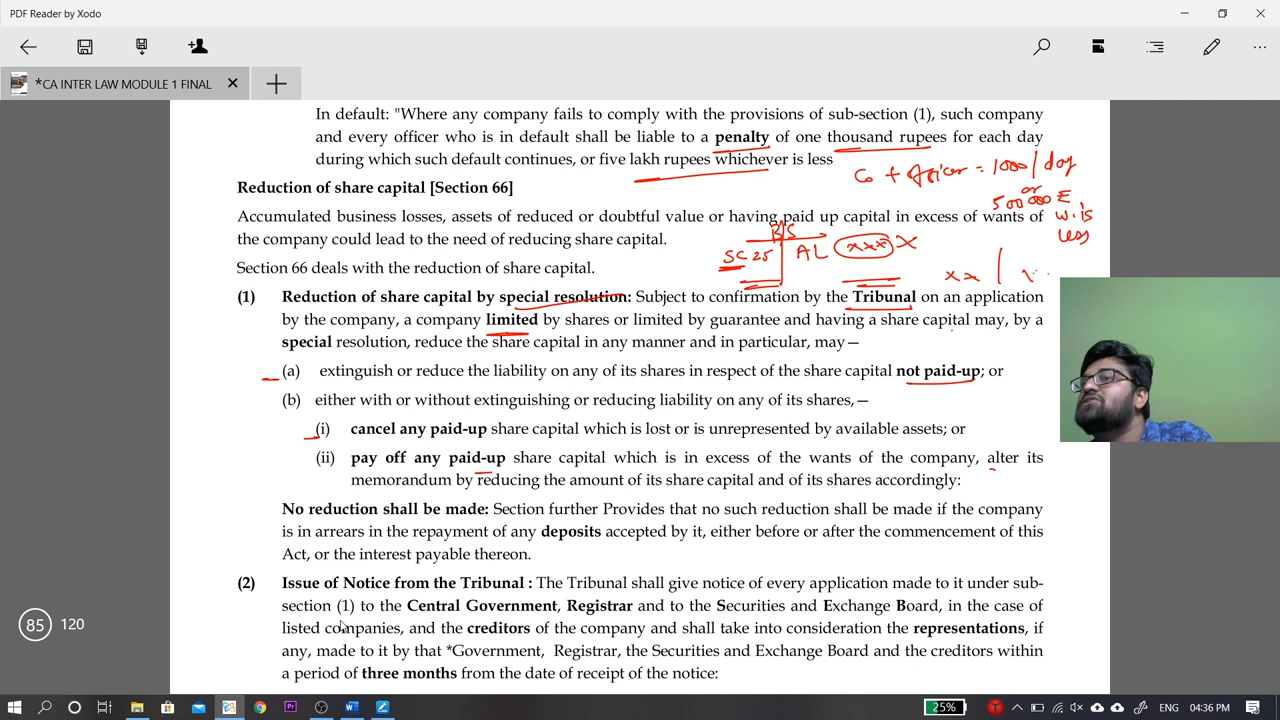 PDF Reader by Xodo
*CA INTER LAW MODULE 1 FINAL
In default: "Where any company fails to comply with the provisions of sub-section (1), such company
and every officer who is in default shall be liable to a penalty of one thousand rupees for each day
during which such default continues, or five lakh rupees whichever is less
Co + officer = 1000/day
or
500 000 E
w. is
less
Reduction of share capital [Section 66]
Accumulated business losses, assets of reduced or doubtful value or having paid up capital in excess of wants of
the company could lead to the need of reducing share capital.
B/S
SC 25 AL xxx X
Section 66 deals with the reduction of share capital.
xx
(1) Reduction of share capital by special resolution: Subject to confirmation by the Tribunal on an application
by the company, a company limited by shares or limited by guarantee and having a share capital may, by a
special resolution, reduce the share capital in any manner and in particular, may—
(a) extinguish or reduce the liability on any of its shares in respect of the share capital not paid-up; or
(b) either with or without extinguishing or reducing liability on any of its shares,—
(i) cancel any paid-up share capital which is lost or is unrepresented by available assets; or
(ii) pay off any paid-up share capital which is in excess of the wants of the company, alter its
memorandum by reducing the amount of its share capital and of its shares accordingly:
No reduction shall be made: Section further Provides that no such reduction shall be made if the company
is in arrears in the repayment of any deposits accepted by it, either before or after the commencement of this
Act, or the interest payable thereon.
(2) Issue of Notice from the Tribunal : The Tribunal shall give notice of every application made to it under sub-
section (1) to the Central Government, Registrar and to the Securities and Exchange Board, in the case of
listed companies, and the creditors of the company and shall take into consideration the representations, if
any, made to it by that *Government, Registrar, the Securities and Exchange Board and the creditors within
a period of three months from the date of receipt of the notice:
85 120
25% ENG 04:36 PM